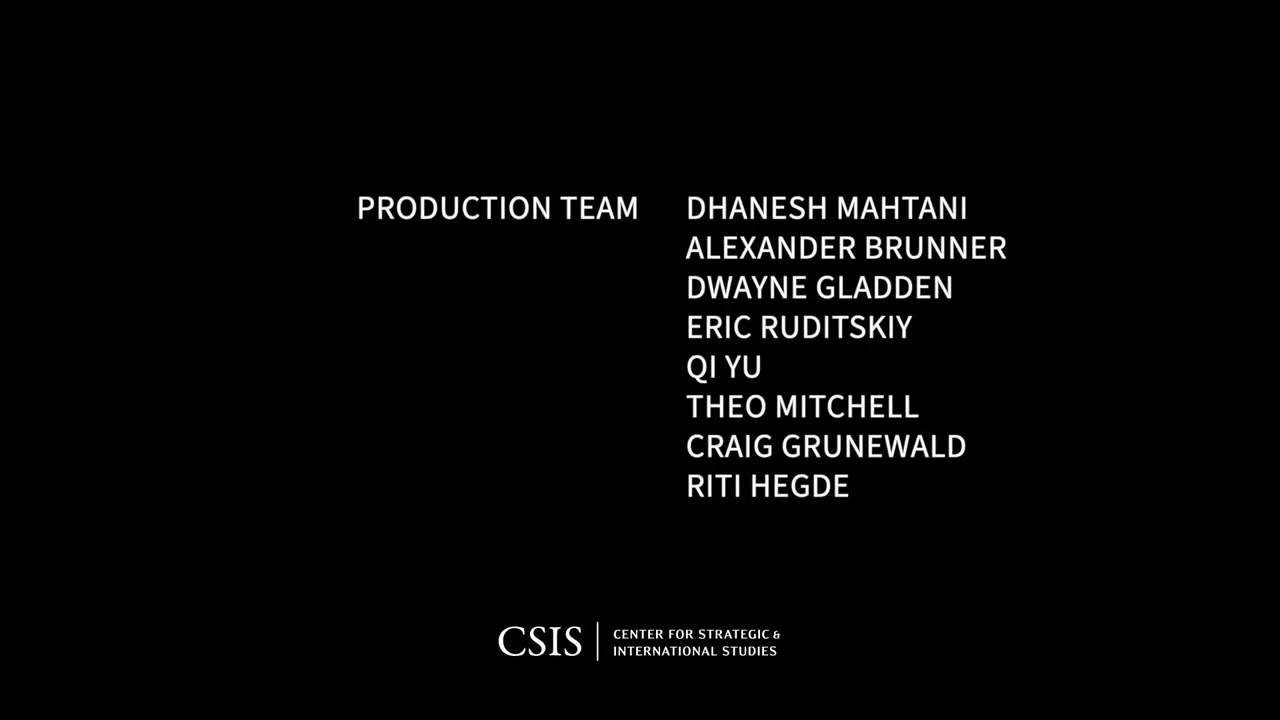 PRODUCTION TEAM DHANESH MAHTANI
ALEXANDER BRUNNER
DWAYNE GLADDEN
ERIC RUDITSKIY
QI YU
THEO MITCHELL
CRAIG GRUNEWALD
RITI HEGDE
CSIS
CENTER FOR STRATEGIC &
INTERNATIONAL STUDIES